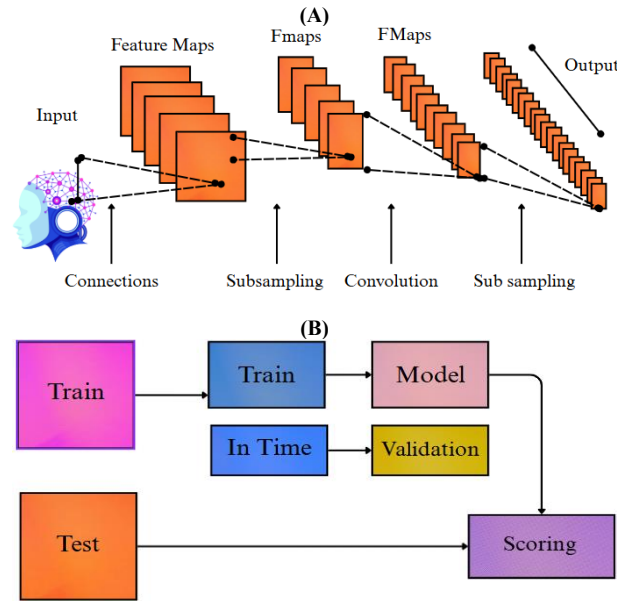 (A)
Feature Maps
Fmaps
FMaps
Output
Input
Connections
Subsampling
Convolution
Sub sampling
(B)
Train
Train
Model
In Time
Validation
Test
Scoring